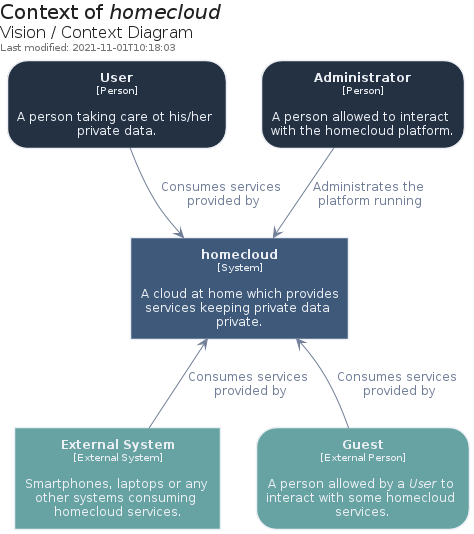 Context of homecloud
Vision / Context Diagram
Last modified: 2021-11-01T10:18:03
User
[Person]
A person taking care ot his/her
private data.
Administrator
[Person]
A person allowed to interact
with the homecloud platform.
Consumes services
provided by
Administrates the
platform running
homecloud
[System]
A cloud at home which provides
services keeping private data
private.
Consumes services
provided by
Consumes services
provided by
External System
[External System]
Smartphones, laptops or any
other systems consuming
homecloud services.
Guest
[External Person]
A person allowed by a User to
interact with some homecloud
services.